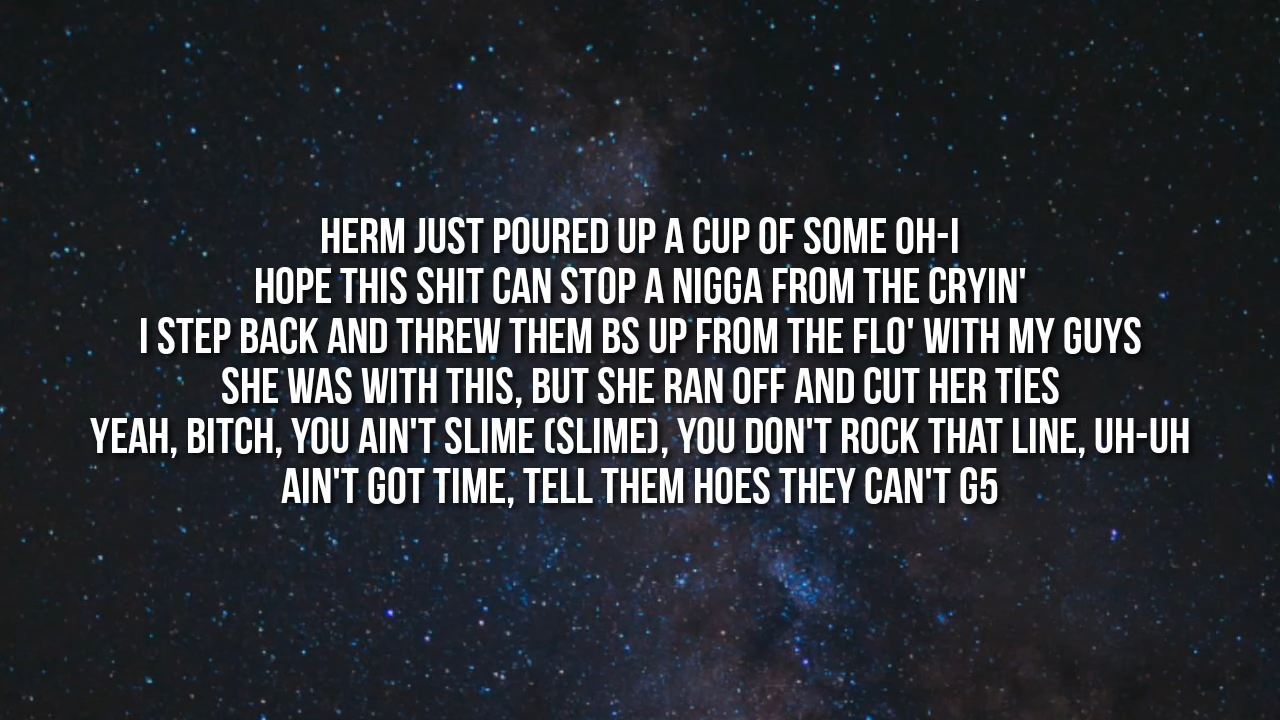 HERM JUST POURED UP A CUP OF SOME OH-I
HOPE THIS SHIT CAN STOP A NIGGA FROM THE CRYIN'
I STEP BACK AND THREW THEM BS UP FROM THE FLO' WITH MY GUYS
SHE WAS WITH THIS, BUT SHE RAN OFF AND CUT HER TIES
YEAH, BITCH, YOU AIN'T SLIME (SLIME), YOU DON'T ROCK THAT LINE, UH-UH
AIN'T GOT TIME, TELL THEM HOES THEY CAN'T G5